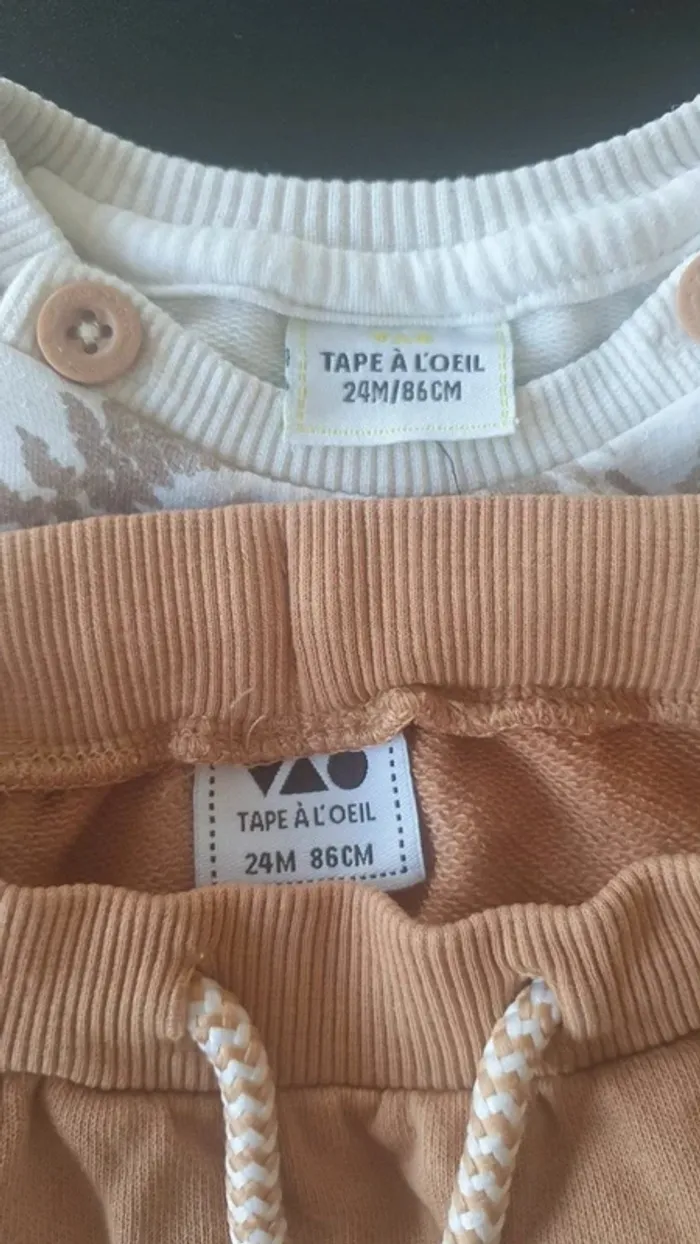 TAPE À L'OEIL
24M/86CM
TAPE À L'OEIL
24M 86CM